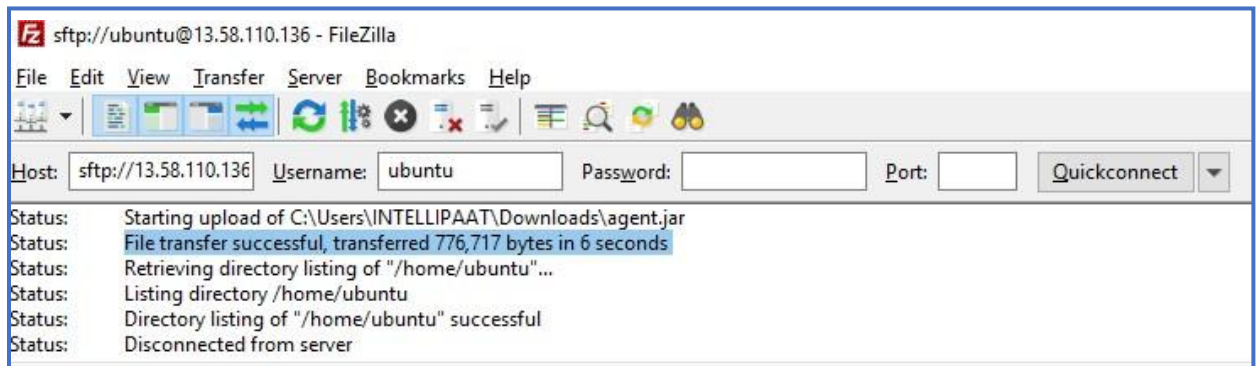 sftp://ubuntu@13.58.110.136 - FileZilla
File Edit View Transfer Server Bookmarks Help
Host: sftp://13.58.110.136 Username: ubuntu Password: Port: Quickconnect
Status: Starting upload of C:\Users\INTELLIPAAT\Downloads\agent.jar
Status: File transfer successful, transferred 776,717 bytes in 6 seconds
Status: Retrieving directory listing of "/home/ubuntu"...
Status: Listing directory /home/ubuntu
Status: Directory listing of "/home/ubuntu" successful
Status: Disconnected from server